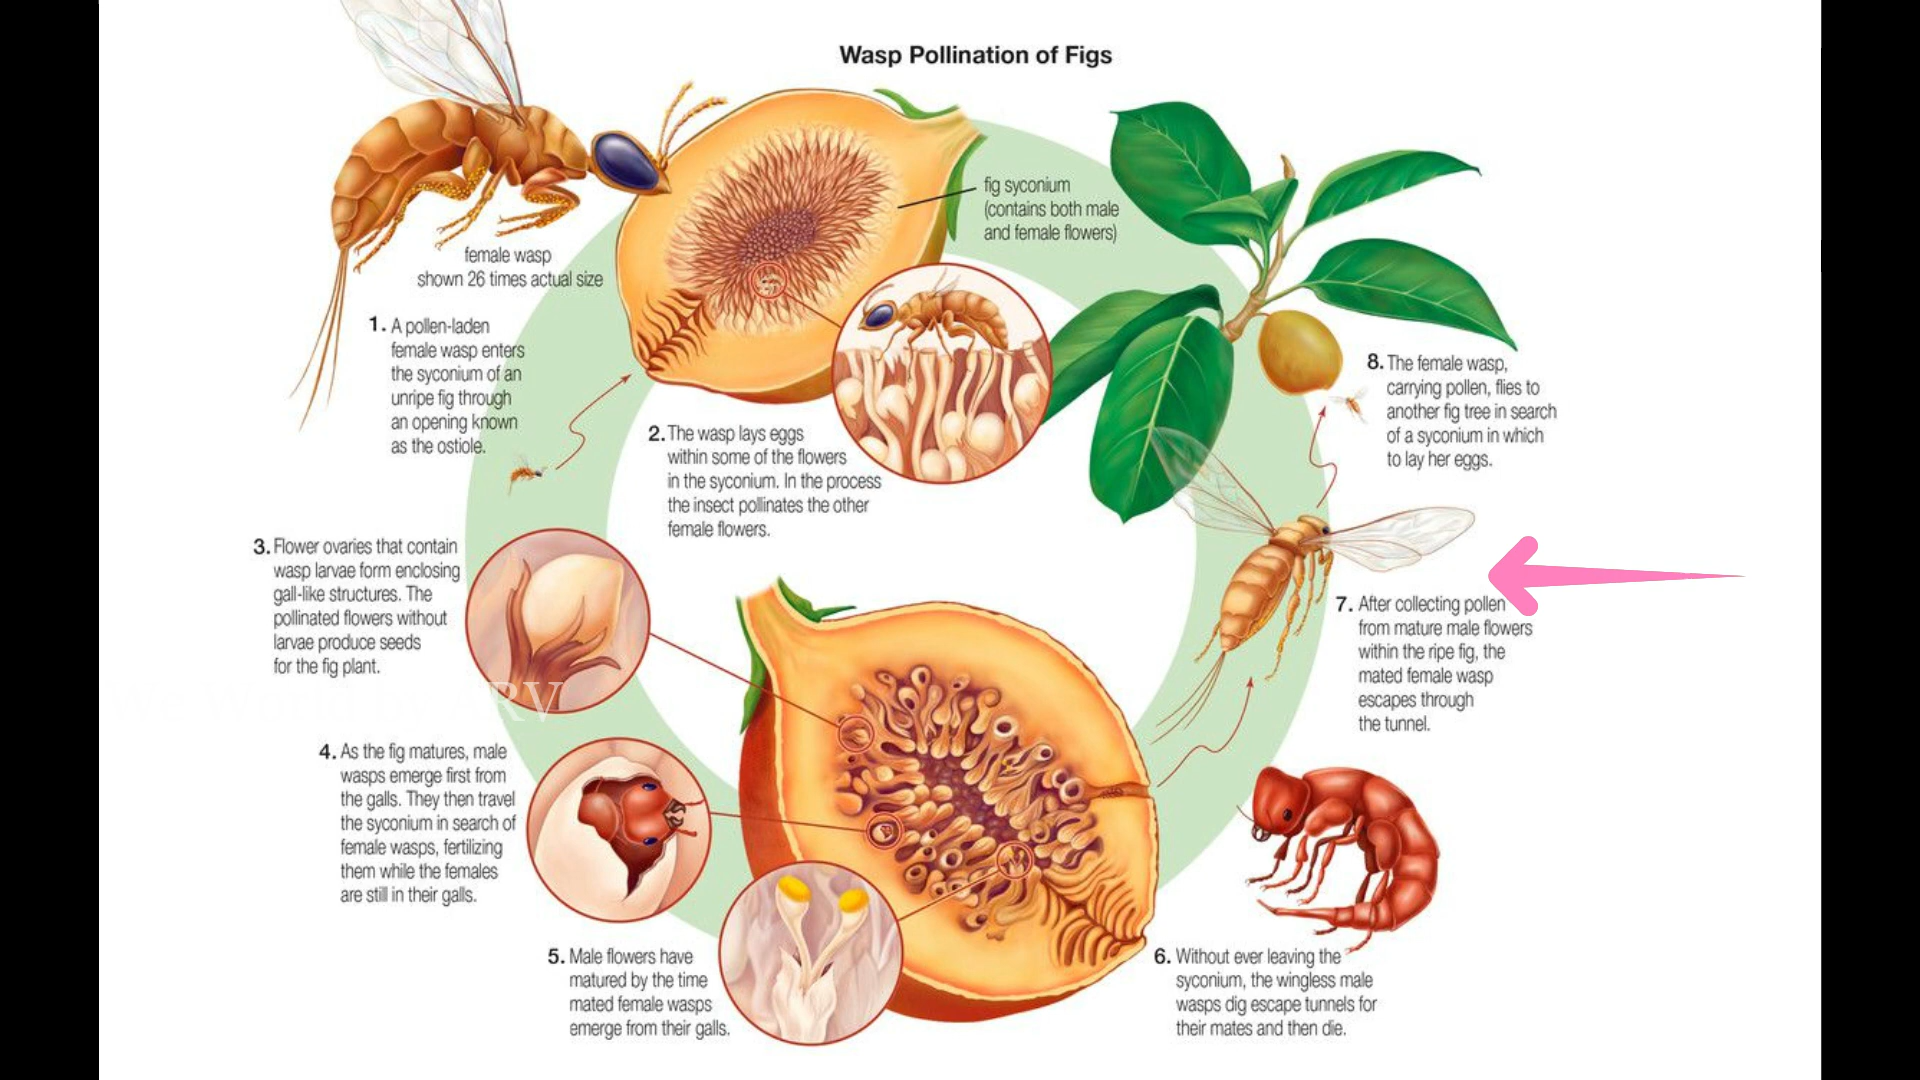 Wasp Pollination of Figs
fig syconium
(contains both male
and female flowers)
female wasp
shown 26 times actual size
1. A pollen-laden
female wasp enters
the syconium of an
unripe fig through
an opening known
as the ostiole.
2. The wasp lays eggs
within some of the flowers
in the syconium. In the process
the insect pollinates the other
female flowers.
3. Flower ovaries that contain
wasp larvae form enclosing
gall-like structures. The
pollinated flowers without
larvae produce seeds
for the fig plant.
We World by ARV
4. As the fig matures, male
wasps emerge first from
the galls. They then travel
the syconium in search of
female wasps, fertilizing
them while the females
are still in their galls.
5. Male flowers have
matured by the time
mated female wasps
emerge from their galls.
6. Without ever leaving the
syconium, the wingless male
wasps dig escape tunnels for
their mates and then die.
7. After collecting pollen
from mature male flowers
within the ripe fig, the
mated female wasp
escapes through
the tunnel.
8. The female wasp,
carrying pollen, flies to
another fig tree in search
of a syconium in which
to lay her eggs.